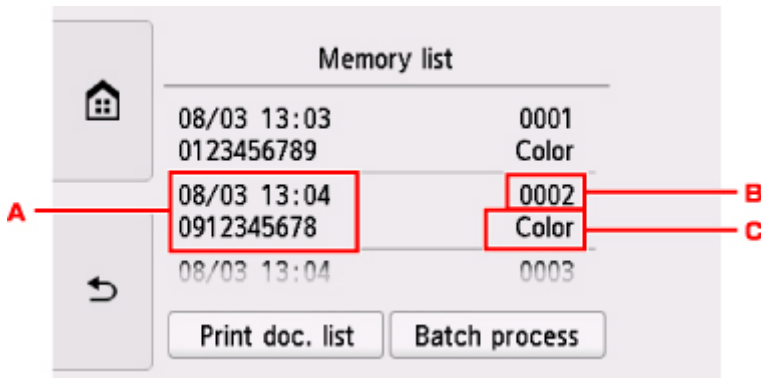 Memory list
08/03 13:03 0001
0123456789 Color
A
08/03 13:04 0002
B
0912345678 Color
C
08/03 13:04 0003
Print doc. list Batch process